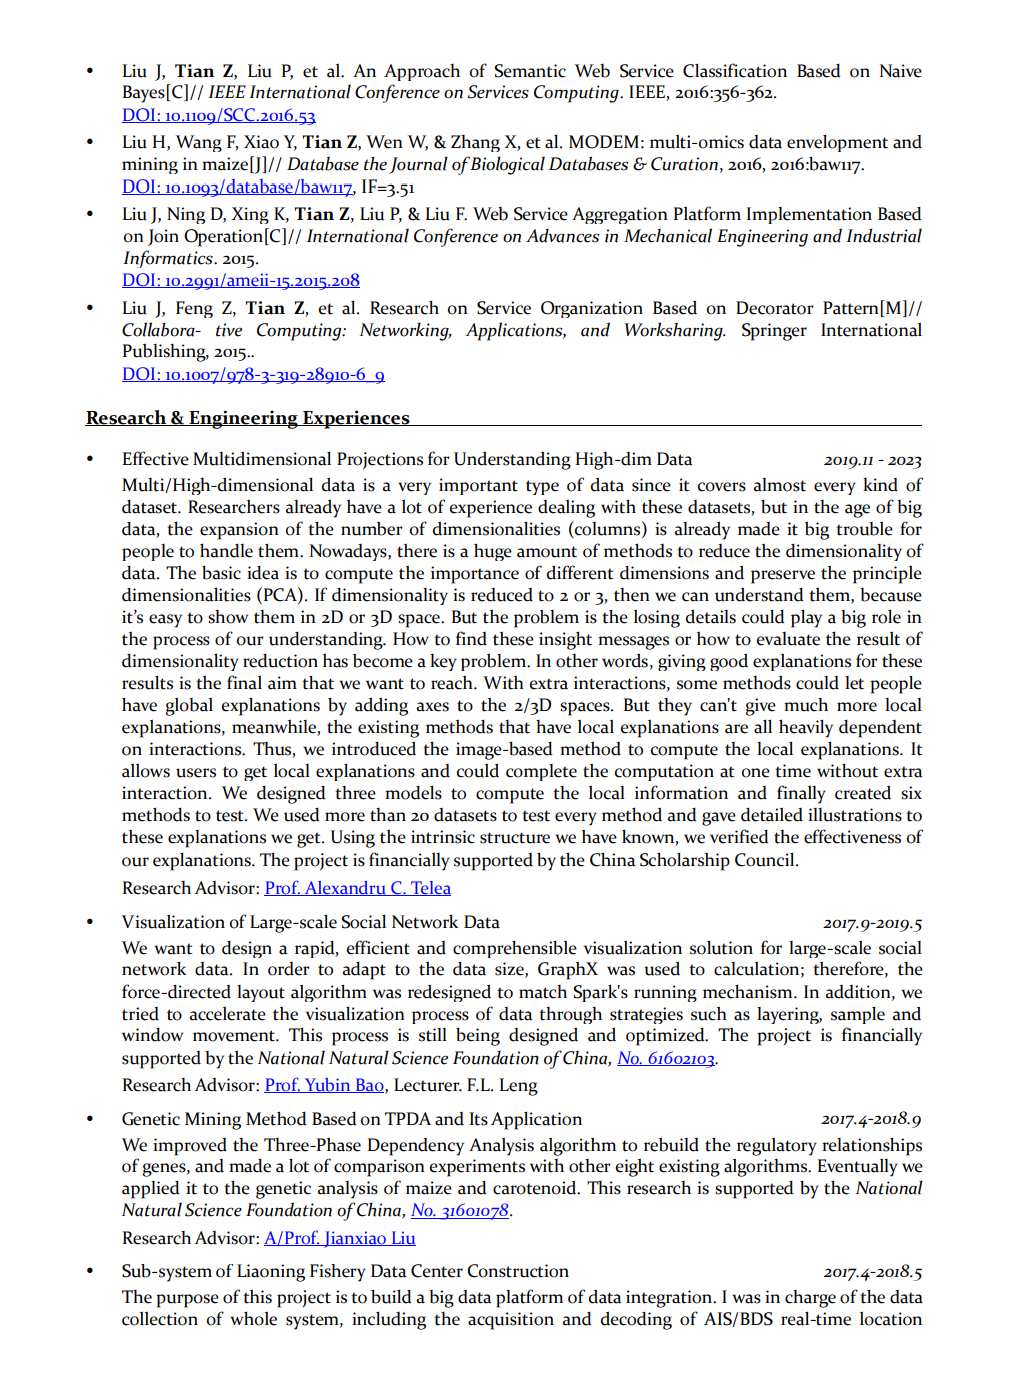 • Liu J, Tian Z, Liu P, et al. An Approach of Semantic Web Service Classification Based on Naive
Bayes[C]// IEEE International Conference on Services Computing. IEEE, 2016:356-362.
DOI: 10.1109/SCC.2016.53
• Liu H, Wang F, Xiao Y, Tian Z, Wen W, & Zhang X, et al. MODEM: multi-omics data envelopment and
mining in maize[J]// Database the Journal of Biological Databases & Curation, 2016, 2016:baw117.
DOI: 10.1093/database/baw117, IF=3.51
• Liu J, Ning D, Xing K, Tian Z, Liu P, & Liu F. Web Service Aggregation Platform Implementation Based
on Join Operation[C]// International Conference on Advances in Mechanical Engineering and Industrial
Informatics. 2015.
DOI: 10.2991/ameii-15.2015.208
• Liu J, Feng Z, Tian Z, et al. Research on Service Organization Based on Decorator Pattern[M]//
Collabora- tive Computing: Networking, Applications, and Worksharing. Springer International
Publishing, 2015..
DOI: 10.1007/978-3-319-28910-6_9
Research & Engineering Experiences
• Effective Multidimensional Projections for Understanding High-dim Data 2019.11 - 2023
Multi/High-dimensional data is a very important type of data since it covers almost every kind of
dataset. Researchers already have a lot of experience dealing with these datasets, but in the age of big
data, the expansion of the number of dimensionalities (columns) is already made it big trouble for
people to handle them. Nowadays, there is a huge amount of methods to reduce the dimensionality of
data. The basic idea is to compute the importance of different dimensions and preserve the principle
dimensionalities (PCA). If dimensionality is reduced to 2 or 3, then we can understand them, because
it’s easy to show them in 2D or 3D space. But the problem is the losing details could play a big role in
the process of our understanding. How to find these insight messages or how to evaluate the result of
dimensionality reduction has become a key problem. In other words, giving good explanations for these
results is the final aim that we want to reach. With extra interactions, some methods could let people
have global explanations by adding axes to the 2/3D spaces. But they can't give much more local
explanations, meanwhile, the existing methods that have local explanations are all heavily dependent
on interactions. Thus, we introduced the image-based method to compute the local explanations. It
allows users to get local explanations and could complete the computation at one time without extra
interaction. We designed three models to compute the local information and finally created six
methods to test. We used more than 20 datasets to test every method and gave detailed illustrations to
these explanations we get. Using the intrinsic structure we have known, we verified the effectiveness of
our explanations. The project is financially supported by the China Scholarship Council.
Research Advisor: Prof. Alexandru C. Telea
• Visualization of Large-scale Social Network Data 2017.9-2019.5
We want to design a rapid, efficient and comprehensible visualization solution for large-scale social
network data. In order to adapt to the data size, GraphX was used to calculation; therefore, the
force-directed layout algorithm was redesigned to match Spark's running mechanism. In addition, we
tried to accelerate the visualization process of data through strategies such as layering, sample and
window movement. This process is still being designed and optimized. The project is financially
supported by the National Natural Science Foundation of China, No. 61602103.
Research Advisor: Prof. Yubin Bao, Lecturer. F.L. Leng
• Genetic Mining Method Based on TPDA and Its Application 2017.4-2018.9
We improved the Three-Phase Dependency Analysis algorithm to rebuild the regulatory relationships
of genes, and made a lot of comparison experiments with other eight existing algorithms. Eventually we
applied it to the genetic analysis of maize and carotenoid. This research is supported by the National
Natural Science Foundation of China, No. 31601078.
Research Advisor: A/Prof. Jianxiao Liu
• Sub-system of Liaoning Fishery Data Center Construction 2017.4-2018.5
The purpose of this project is to build a big data platform of data integration. I was in charge of the data
collection of whole system, including the acquisition and decoding of AIS/BDS real-time location